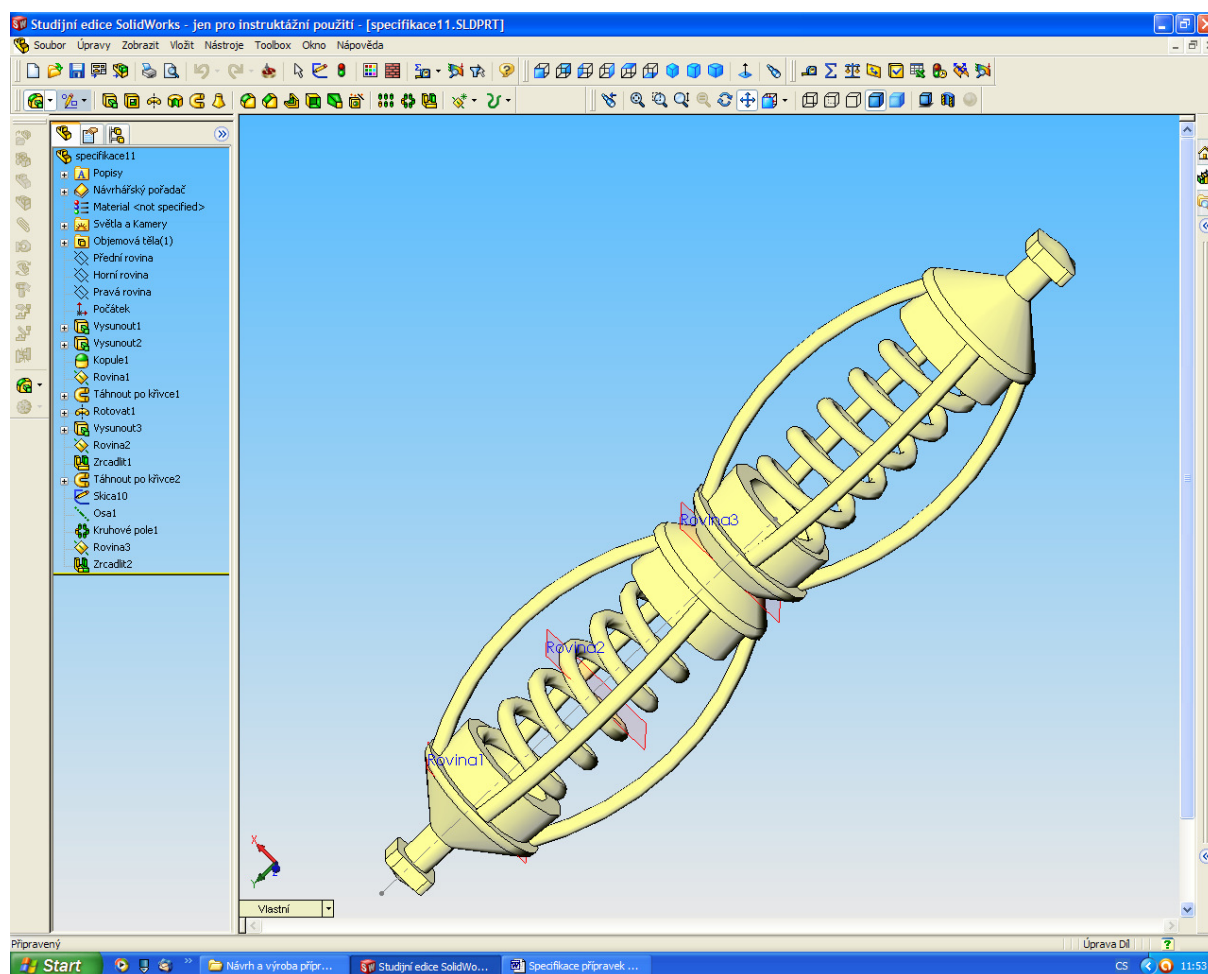 Studijní edice SolidWorks - jen pro instruktážní použití - [specifikace11.SLDPRT]
Soubor Úpravy Zobrazit Vložit Nástroje Toolbox Okno Nápověda
specifikace11
Popisy
Návrhářský pořadač
Material <not specified>
Světla a Kamery
Objemová těla(1)
Přední rovina
Horní rovina
Pravá rovina
Počátek
Vysunout1
Vysunout2
Kopule1
Rovina1
Táhnout po křivce1
Rotovat1
Vysunout3
Rovina2
Zrcadlit1
Táhnout po křivce2
Skica10
Osa1
Kruhové pole1
Rovina3
Zrcadlit2
Rovina3
Rovina2
Rovina1
X
Y
Z
Vlastní
Připravený
Úprava Díl
Start
Návrh a výroba přípr...
Studijní edice SolidWo...
Specifikace přípravek ...
CS
11:53